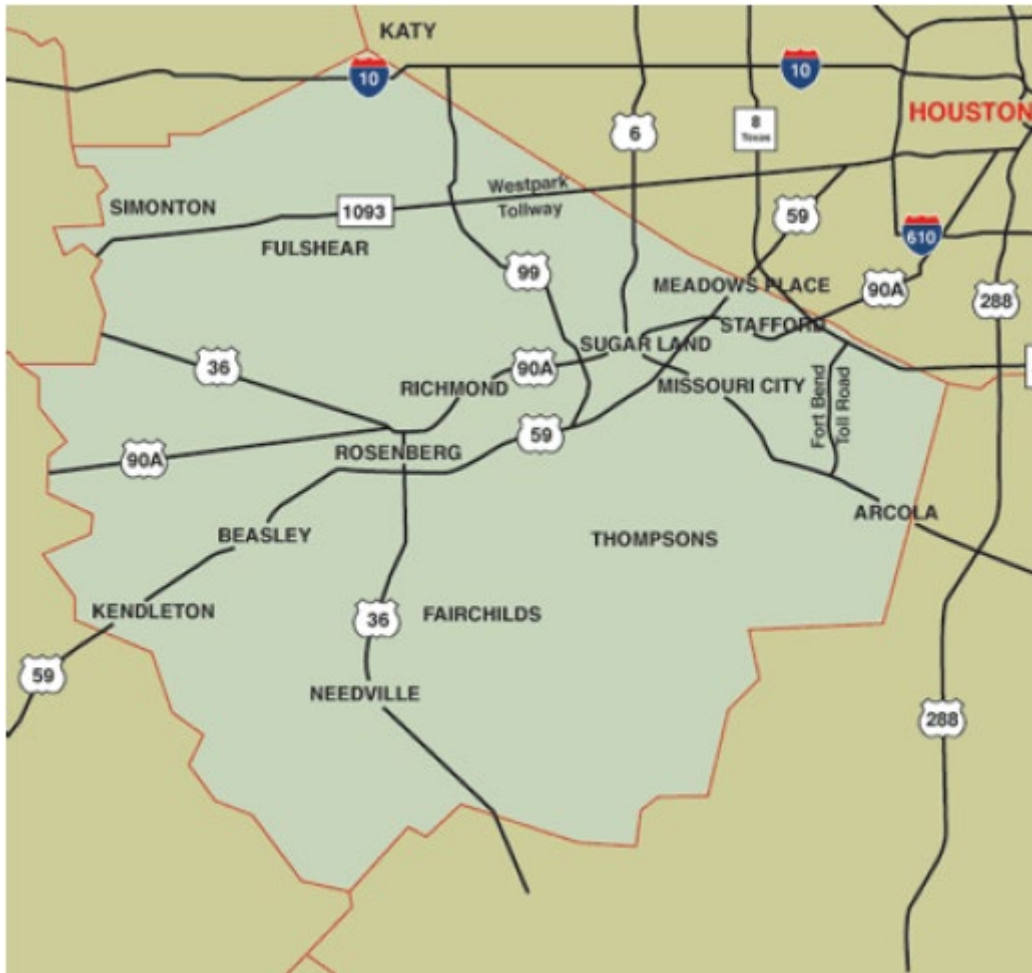 KATY
10
10
HOUSTON
6
8
Texas
Westpark
Tollway
SIMONTON
1093
59
FULSHEAR
610
99
MEADOWS PLACE
90A
288
STAFFORD
SUGAR LAND
36
90A
RICHMOND
MISSOURI CITY
Fort Bend
Toll Road
59
ROSENBERG
90A
ARCOLA
BEASLEY
THOMPSONS
KENDLETON
36
FAIRCHILDS
59
NEEDVILLE
288